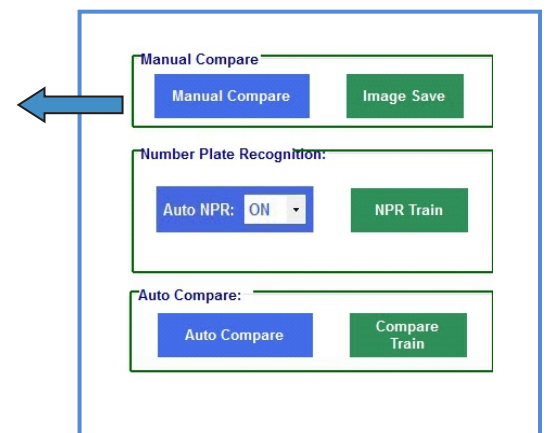 Manual Compare
Manual Compare
Image Save
Number Plate Recognition:
Auto NPR: ON
NPR Train
Auto Compare:
Auto Compare
Compare
Train